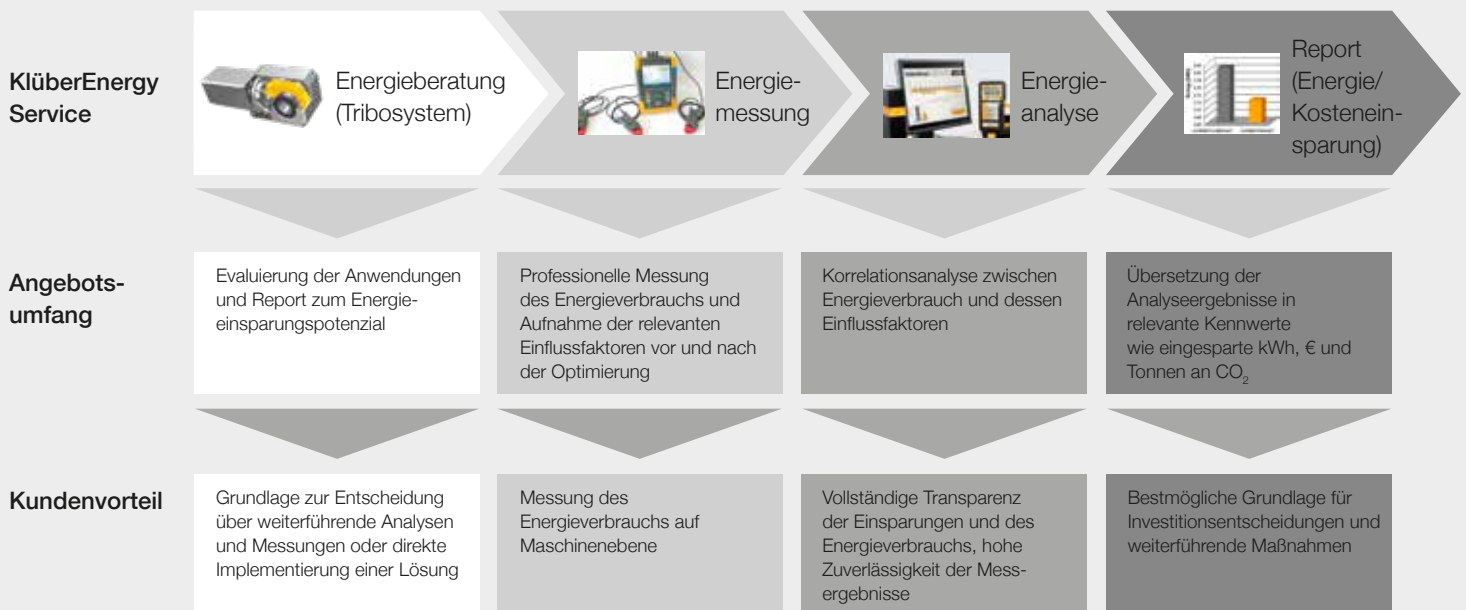 KlüberEnergy
Service
Energieberatung
(Tribosystem)
Energie-
messung
Energie-
analyse
Report
(Energie/
Kostenein-
sparung)
Angebots-
umfang
Evaluierung der Anwendungen
und Report zum Energie-
einsparungspotenzial
Professionelle Messung
des Energieverbrauchs und
Aufnahme der relevanten
Einflussfaktoren vor und nach
der Optimierung
Korrelationsanalyse zwischen
Energieverbrauch und dessen
Einflussfaktoren
Übersetzung der
Analyseergebnisse in
relevante Kennwerte
wie eingesparte kWh, € und
Tonnen an CO₂
Kundenvorteil
Grundlage zur Entscheidung
über weiterführende Analysen
und Messungen oder direkte
Implementierung einer Lösung
Messung des
Energieverbrauchs auf
Maschinenebene
Vollständige Transparenz
der Einsparungen und des
Energieverbrauchs, hohe
Zuverlässigkeit der Mess-
ergebnisse
Bestmögliche Grundlage für
Investitionsentscheidungen und
weiterführende Maßnahmen